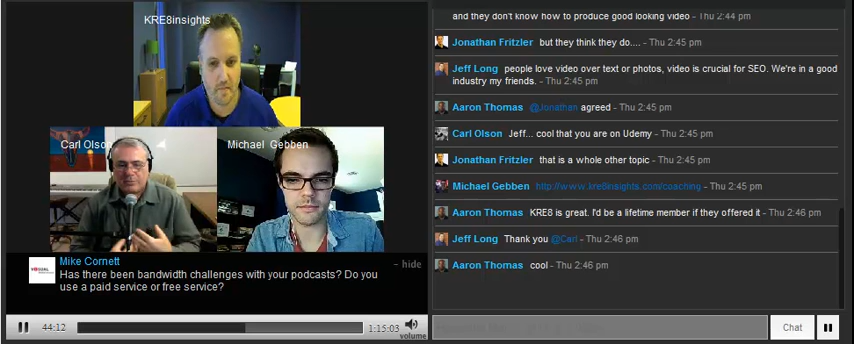 KRE8insights
Carl Olson
Michael Gebben
Mike Cornett
- hide
Has there been bandwidth challenges with your podcasts? Do you
use a paid service or free service?
44:12
1:15:03
volume
and they don't know how to produce good looking video - Thu 2:44 pm
Jonathan Fritzler but they think they do.... - Thu 2:45 pm
Jeff Long people love video over text or photos, video is crucial for SEO. We're in a good
industry my friends. - Thu 2:45 pm
Aaron Thomas @Jonathan agreed - Thu 2:45 pm
Carl Olson Jeff... cool that you are on Udemy - Thu 2:45 pm
Jonathan Fritzler that is a whole other topic - Thu 2:45 pm
Michael Gebben http://www.kre8insights.com/coaching - Thu 2:45 pm
Aaron Thomas KRE8 is great. I'd be a lifetime member if they offered it - Thu 2:46 pm
Jeff Long Thank you @Carl - Thu 2:46 pm
Aaron Thomas cool - Thu 2:46 pm
Chat